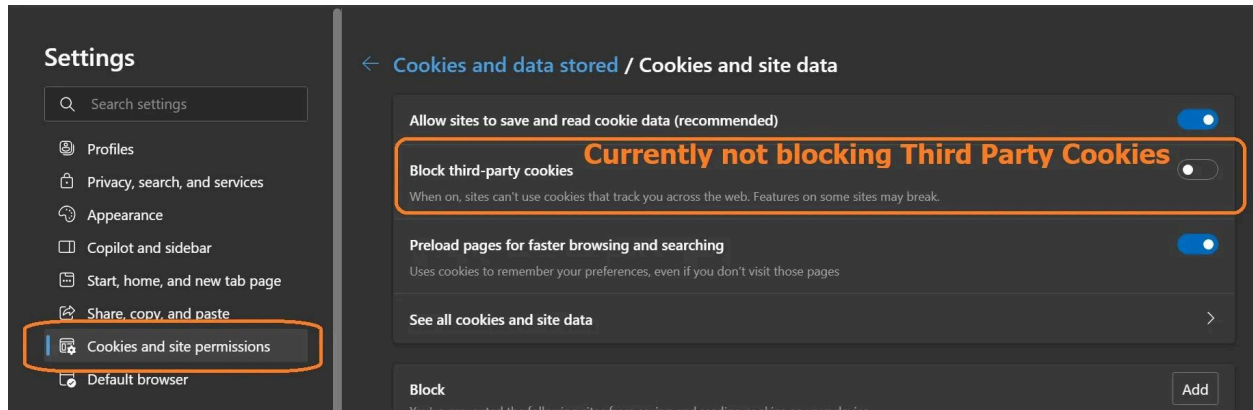 Settings
Search settings
Profiles
Privacy, search, and services
Appearance
Copilot and sidebar
Start, home, and new tab page
Share, copy, and paste
Cookies and site permissions
Default browser
Cookies and data stored / Cookies and site data
Allow sites to save and read cookie data (recommended)
Currently not blocking Third Party Cookies
Block third-party cookies
When on, sites can't use cookies that track you across the web. Features on some sites may break.
Preload pages for faster browsing and searching
Uses cookies to remember your preferences, even if you don't visit those pages
See all cookies and site data
Block
Add